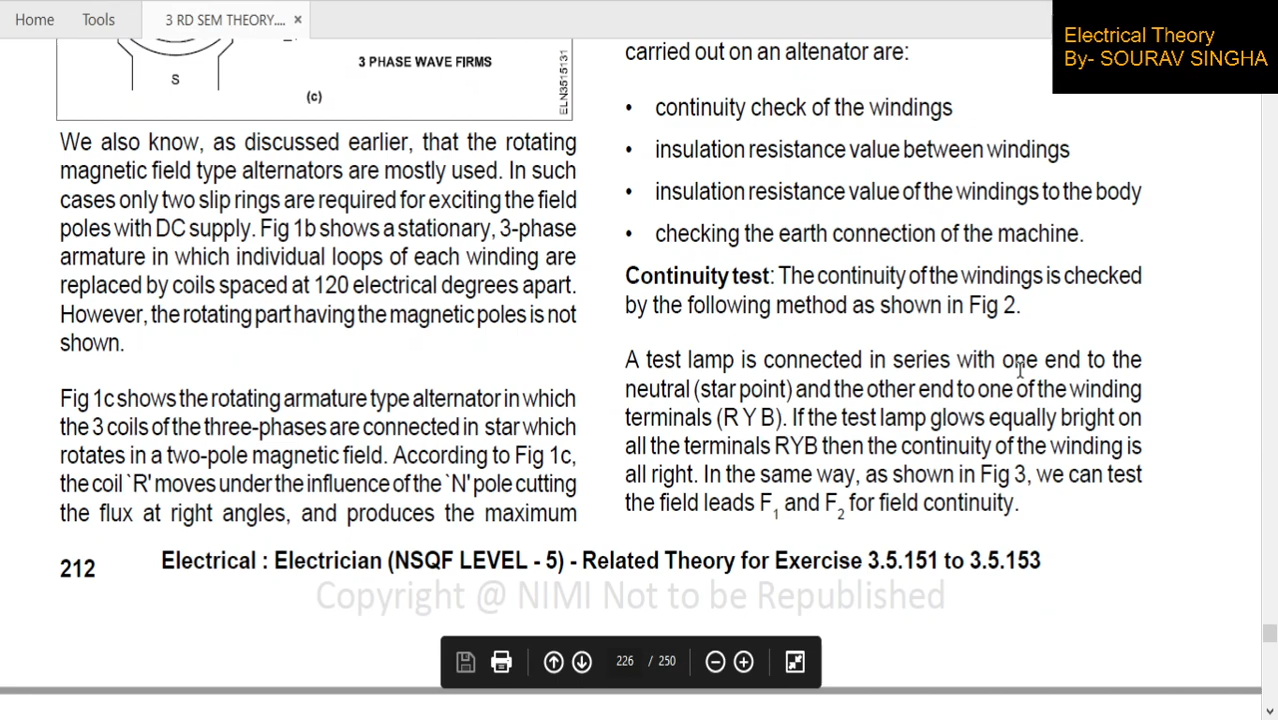 Home
Tools
3 RD SEM THEORY.... ×
Electrical Theory
By- SOURAV SINGHA
S
3 PHASE WAVE FIRMS
(c)
ELN3515131
We also know, as discussed earlier, that the rotating
magnetic field type alternators are mostly used. In such
cases only two slip rings are required for exciting the field
poles with DC supply. Fig 1b shows a stationary, 3-phase
armature in which individual loops of each winding are
replaced by coils spaced at 120 electrical degrees apart.
However, the rotating part having the magnetic poles is not
shown.
Fig 1c shows the rotating armature type alternator in which
the 3 coils of the three-phases are connected in star which
rotates in a two-pole magnetic field. According to Fig 1c,
the coil `R' moves under the influence of the `N' pole cutting
the flux at right angles, and produces the maximum
carried out on an altenator are:
• continuity check of the windings
• insulation resistance value between windings
• insulation resistance value of the windings to the body
• checking the earth connection of the machine.
Continuity test: The continuity of the windings is checked
by the following method as shown in Fig 2.
A test lamp is connected in series with one end to the
neutral (star point) and the other end to one of the winding
terminals (R Y B). If the test lamp glows equally bright on
all the terminals RYB then the continuity of the winding is
all right. In the same way, as shown in Fig 3, we can test
the field leads F1 and F2 for field continuity.
212
Electrical : Electrician (NSQF LEVEL - 5) - Related Theory for Exercise 3.5.151 to 3.5.153
Copyright @ NIMI Not to be Republished
226 / 250